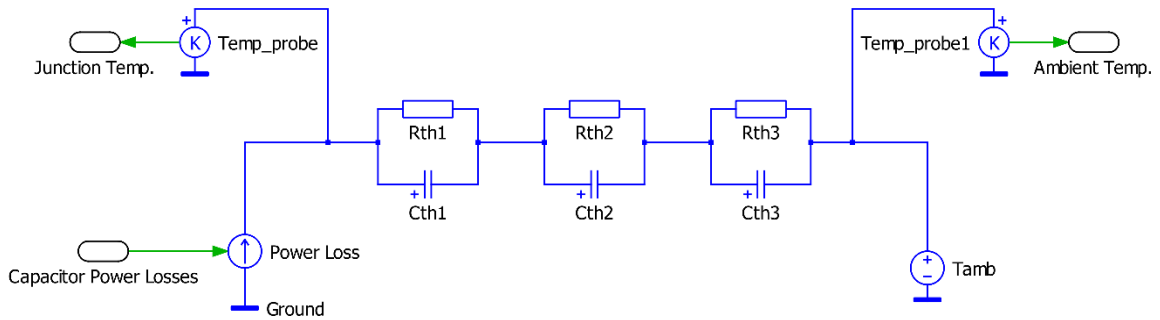 +
K
Temp_probe
Junction Temp.
+
Temp_probe1
K
Ambient Temp.
Rth1
Rth2
Rth3
+
+
+
Cth1
Cth2
Cth3
Power Loss
Capacitor Power Losses
Ground
+
−
Tamb